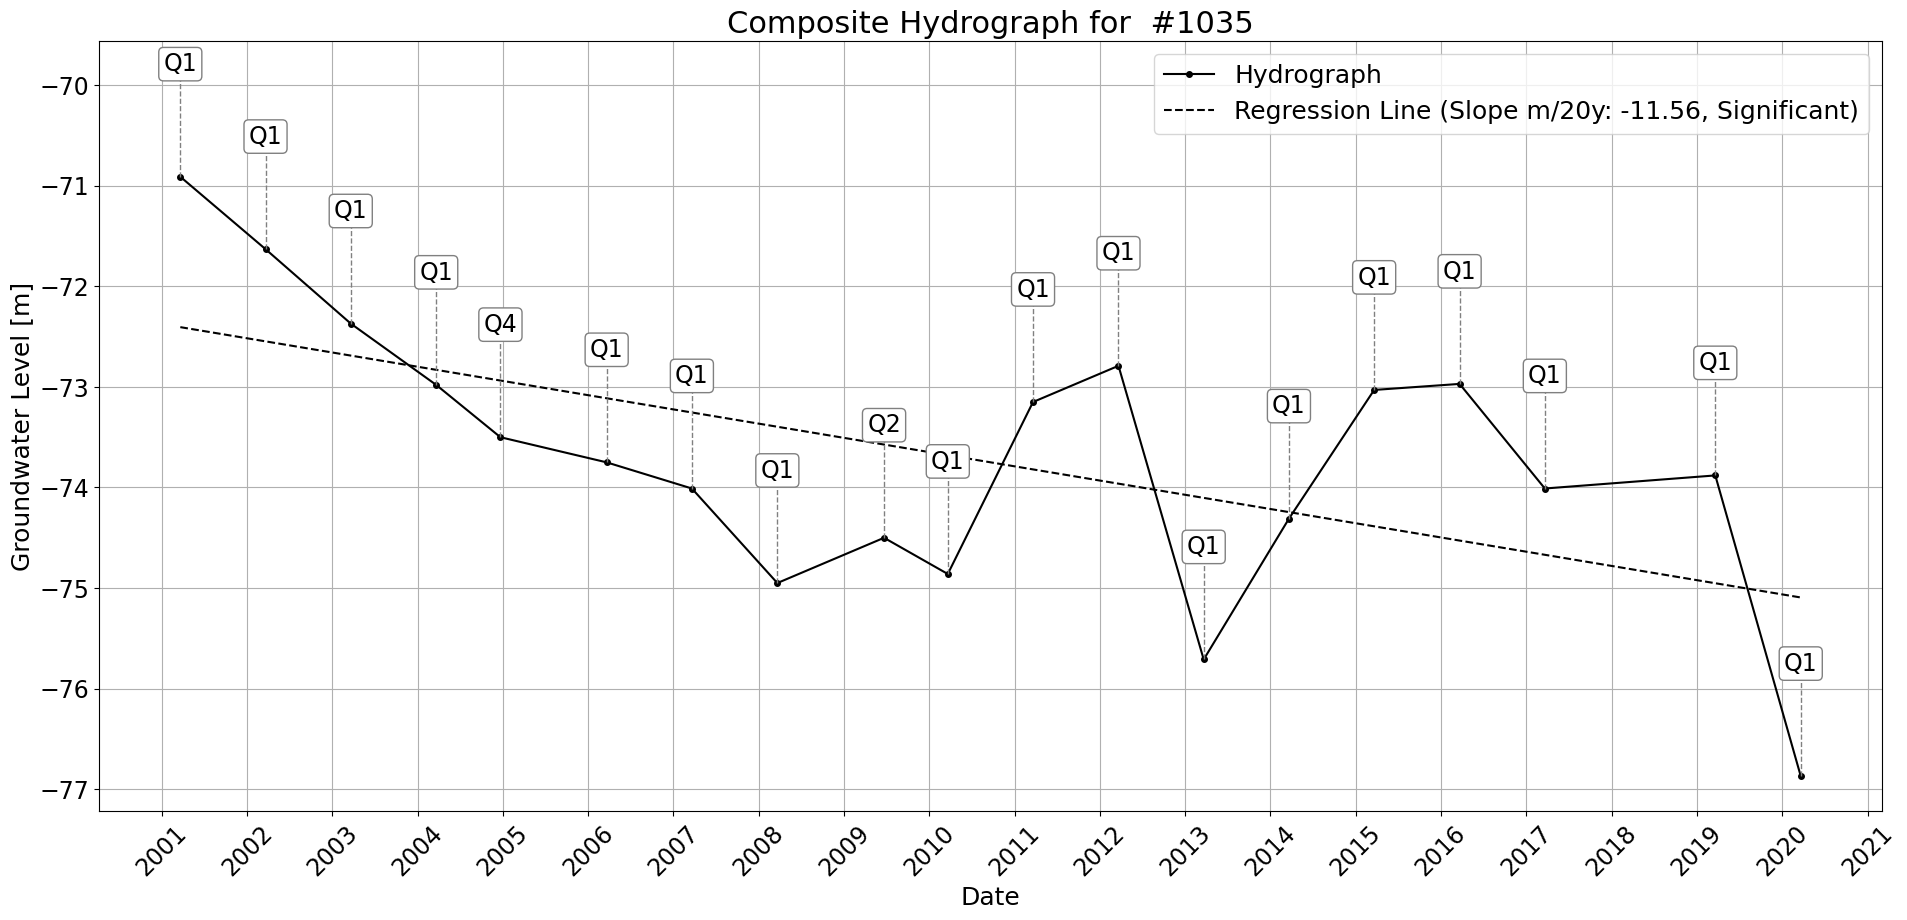 Composite Hydrograph for  #1035
Hydrograph
Regression Line (Slope m/20y: -11.56, Significant)
Groundwater Level [m]
−70
−71
−72
−73
−74
−75
−76
−77
Q1
Q1
Q1
Q1
Q4
Q1
Q1
Q1
Q2
Q1
Q1
Q1
Q1
Q1
Q1
Q1
Q1
Q1
Q1
2001
2002
2003
2004
2005
2006
2007
2008
2009
2010
2011
2012
2013
2014
2015
2016
2017
2018
2019
2020
2021
Date